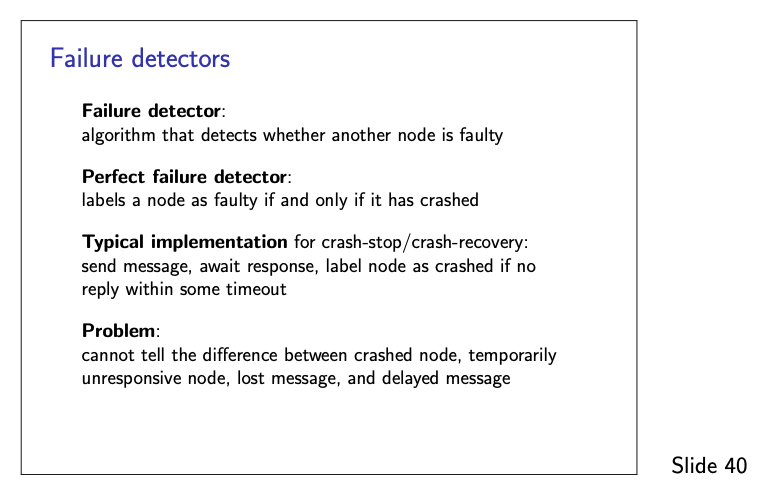 Failure detectors
Failure detector:
algorithm that detects whether another node is faulty
Perfect failure detector:
labels a node as faulty if and only if it has crashed
Typical implementation for crash-stop/crash-recovery:
send message, await response, label node as crashed if no
reply within some timeout
Problem:
cannot tell the difference between crashed node, temporarily
unresponsive node, lost message, and delayed message
Slide 40